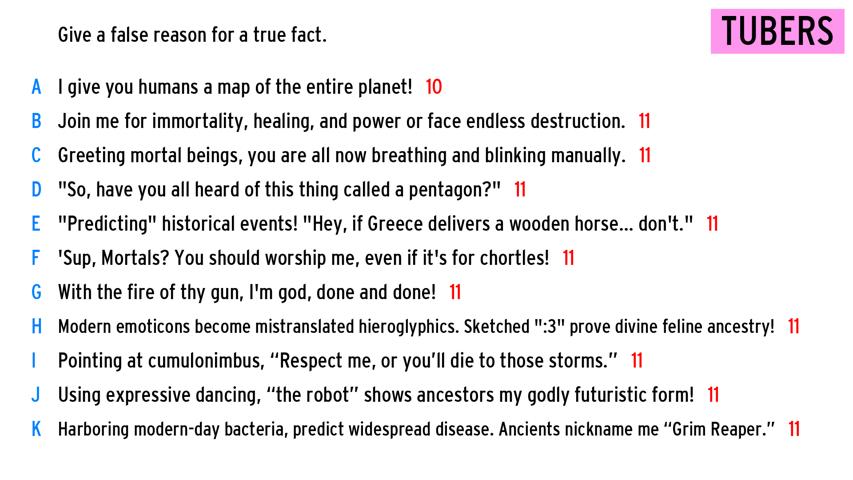 TUBERS
Give a false reason for a true fact.
A I give you humans a map of the entire planet! 10
B Join me for immortality, healing, and power or face endless destruction. 11
C Greeting mortal beings, you are all now breathing and blinking manually. 11
D "So, have you all heard of this thing called a pentagon?" 11
E "Predicting" historical events! "Hey, if Greece delivers a wooden horse... don't." 11
F 'Sup, Mortals? You should worship me, even if it's for chortles! 11
G With the fire of thy gun, I'm god, done and done! 11
H Modern emoticons become mistranslated hieroglyphics. Sketched ":3" prove divine feline ancestry! 11
I Pointing at cumulonimbus, “Respect me, or you’ll die to those storms.” 11
J Using expressive dancing, “the robot” shows ancestors my godly futuristic form! 11
K Harboring modern-day bacteria, predict widespread disease. Ancients nickname me “Grim Reaper.” 11